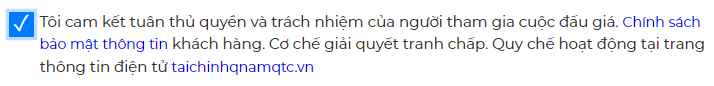 Tôi cam kết tuân thủ quyền và trách nhiệm của người tham gia cuộc đấu giá. Chính sách
bảo mật thông tin khách hàng. Cơ chế giải quyết tranh chấp. Quy chế hoạt động tại trang
thông tin điện tử taichinhqnamqtc.vn